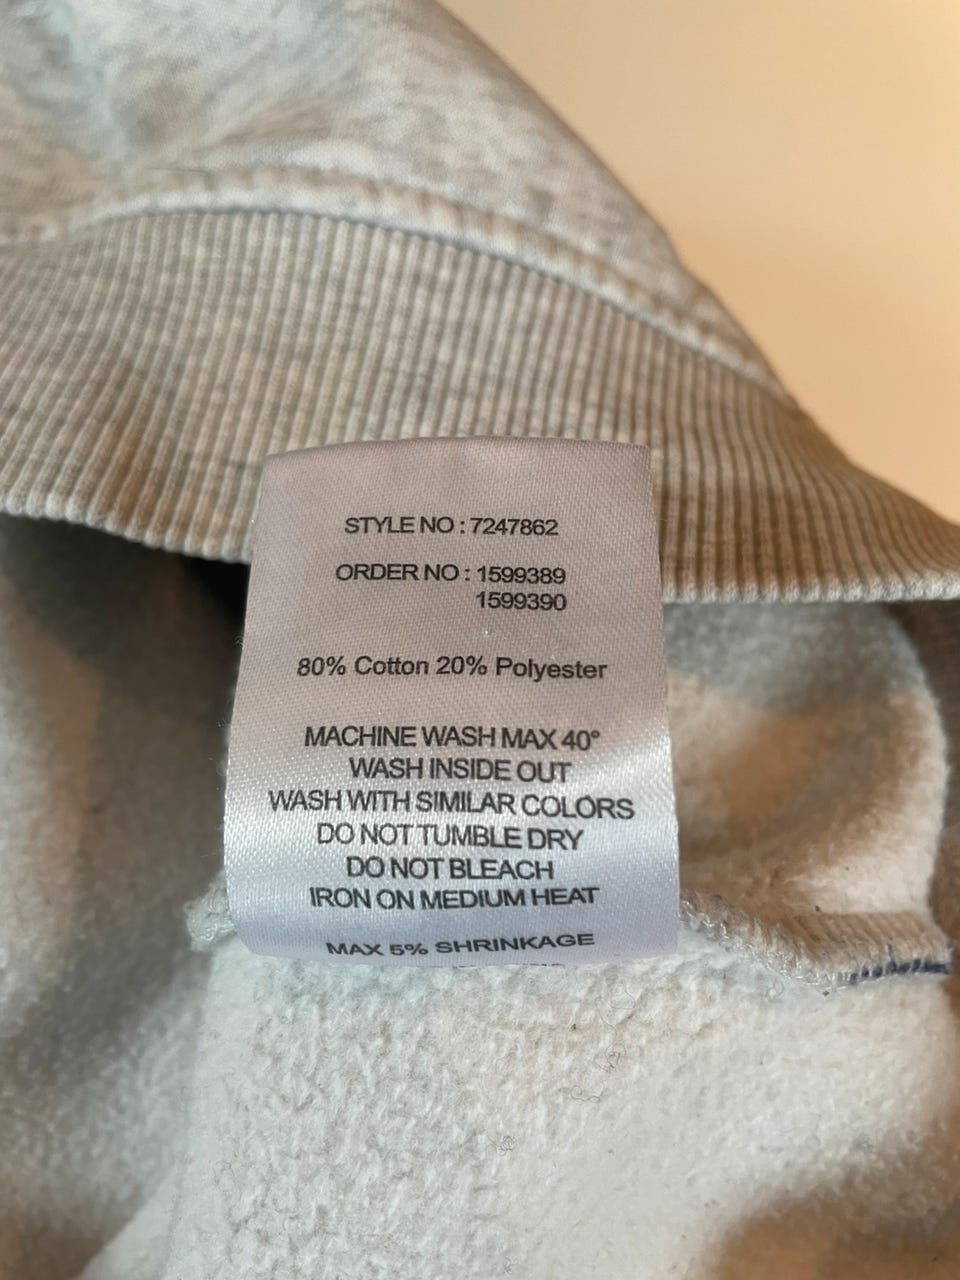 STYLE NO : 7247862
ORDER NO : 1599389
1599390
80% Cotton 20% Polyester
MACHINE WASH MAX 40°
WASH INSIDE OUT
WASH WITH SIMILAR COLORS
DO NOT TUMBLE DRY
DO NOT BLEACH
IRON ON MEDIUM HEAT
MAX 5% SHRINKAGE